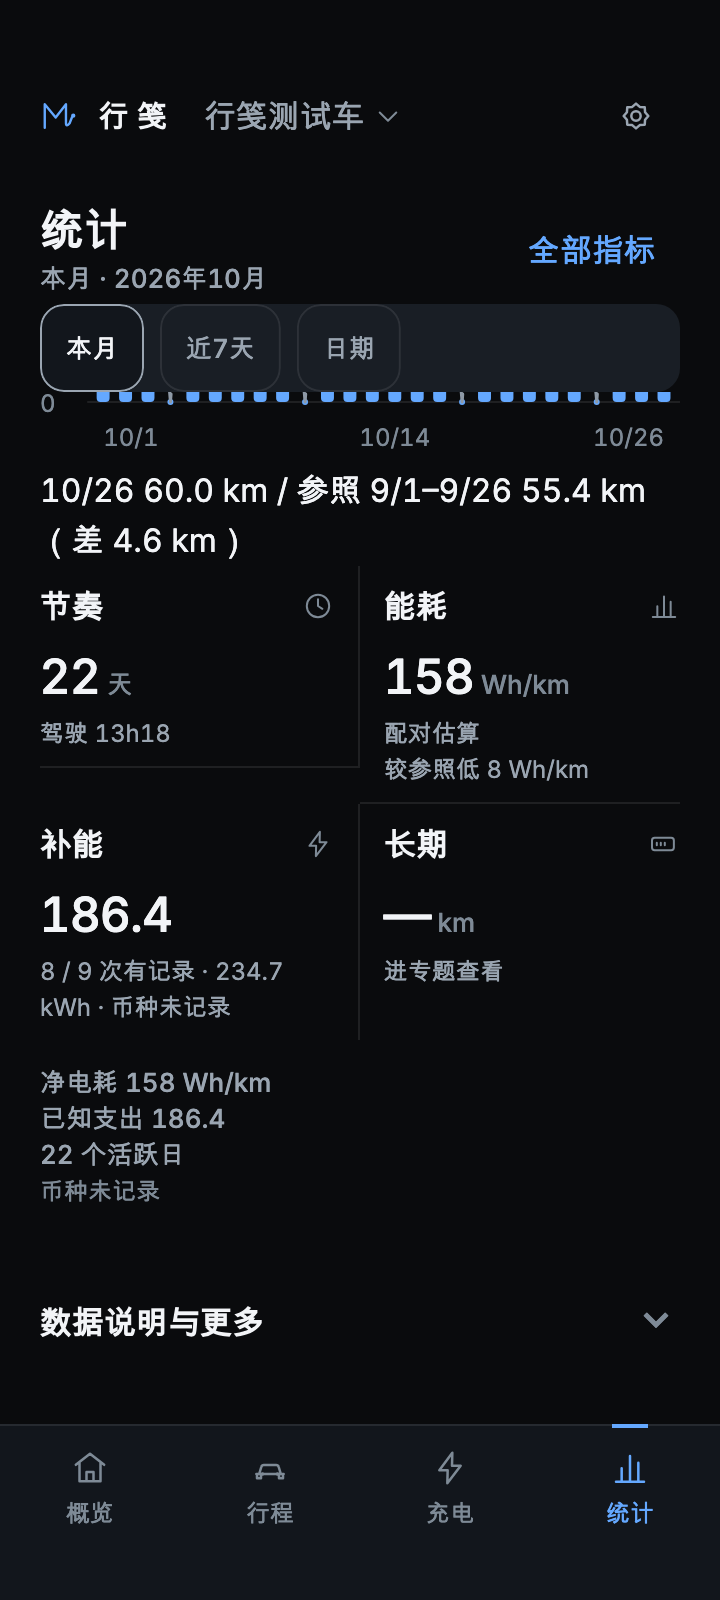 行笺 行笺测试车
统计
本月 · 2026年10月
全部指标
本月 近7天 日期
0
10/1 10/14 10/26
10/26 60.0 km / 参照 9/1–9/26 55.4 km
（差 4.6 km）
节奏
22 天
驾驶 13h18
能耗
158 Wh/km
配对估算
较参照低 8 Wh/km
补能
186.4
8 / 9 次有记录 · 234.7
kWh · 币种未记录
长期
— km
进专题查看
净电耗 158 Wh/km
已知支出 186.4
22 个活跃日
币种未记录
数据说明与更多
概览 行程 充电 统计